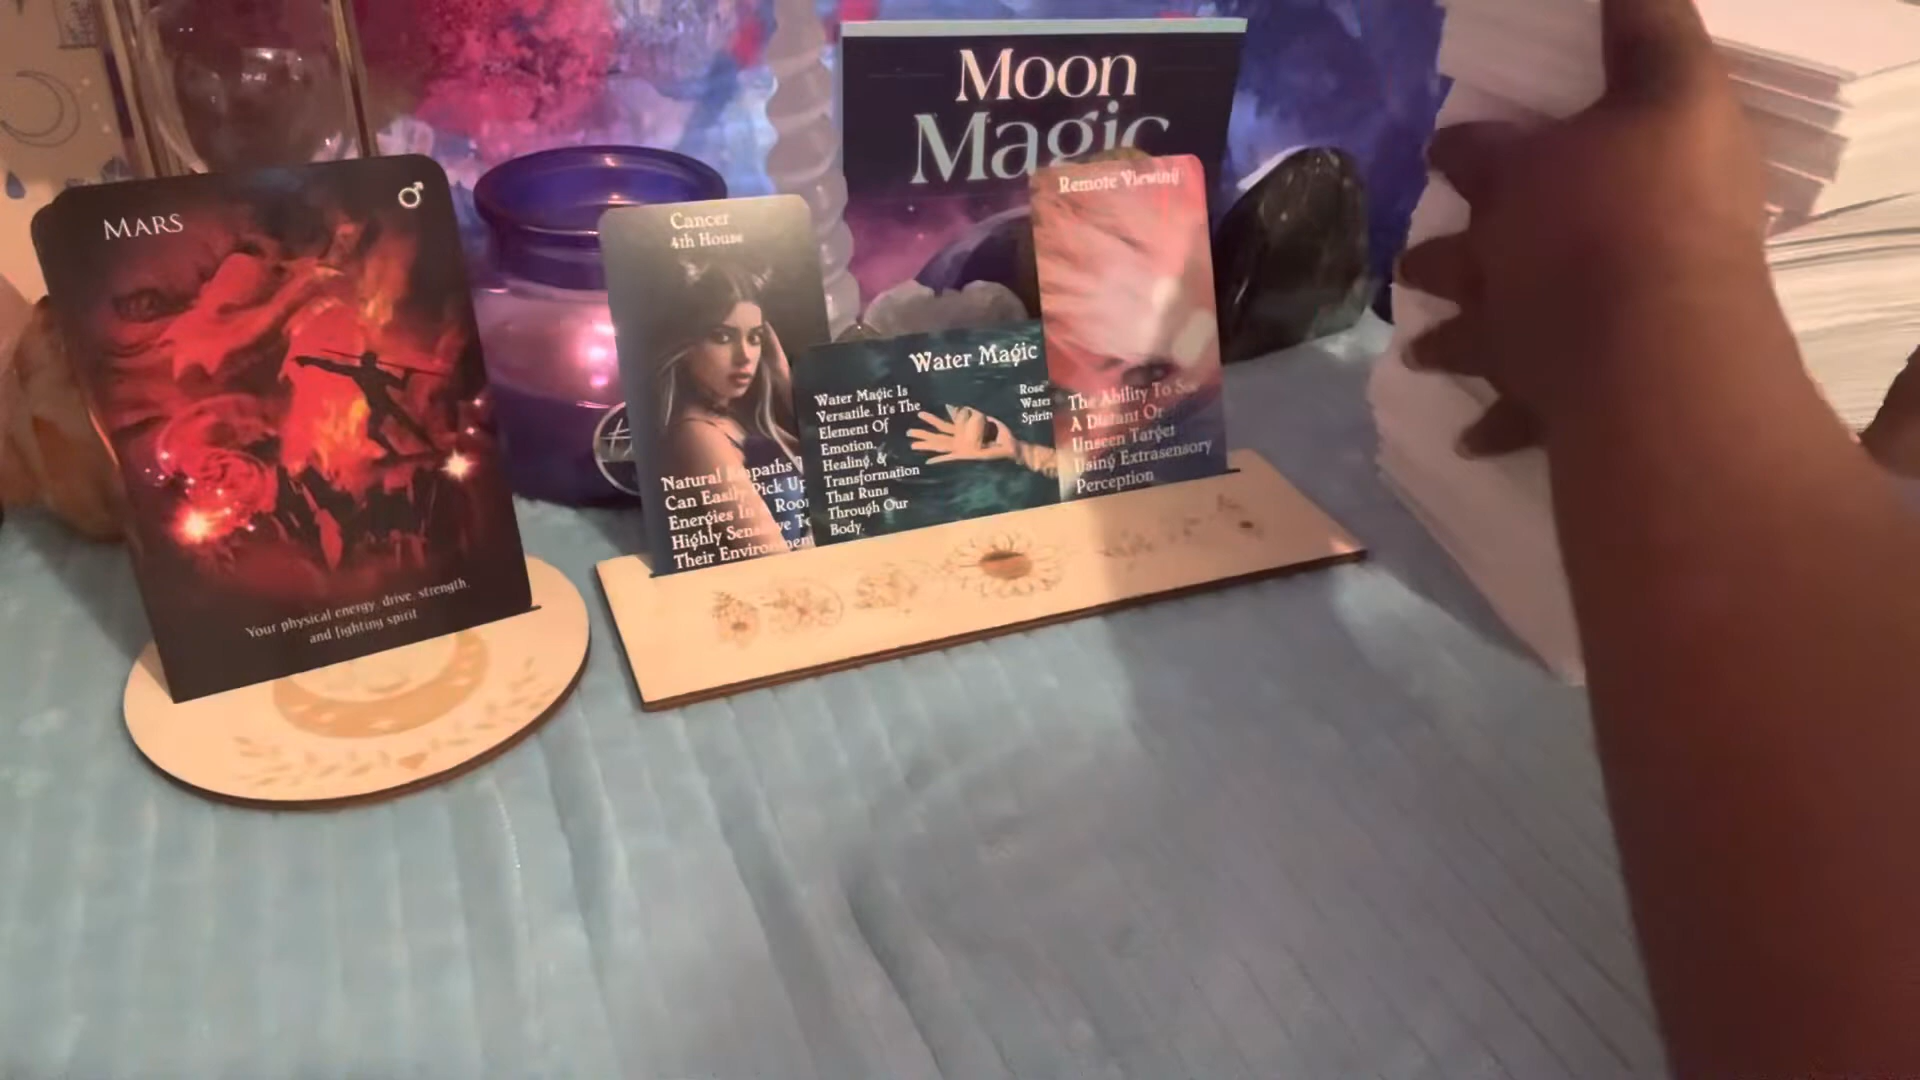 Moon
Magic
MARS
Your physical energy, drive, strength,
and fighting spirit
Cancer
4th House
Natural Empaths
Can Easily Pick Up
Energies In A Room
Highly Sensitive To
Their Environment
Water Magic
Water Magic Is
Versatile. It's The
Element Of
Emotion,
Healing, &
Transformation
That Runs
Through Our
Body.
Rose
Water
Spirit
Remote Viewing
The Ability To See
A Distant Or
Unseen Target
Using Extrasensory
Perception